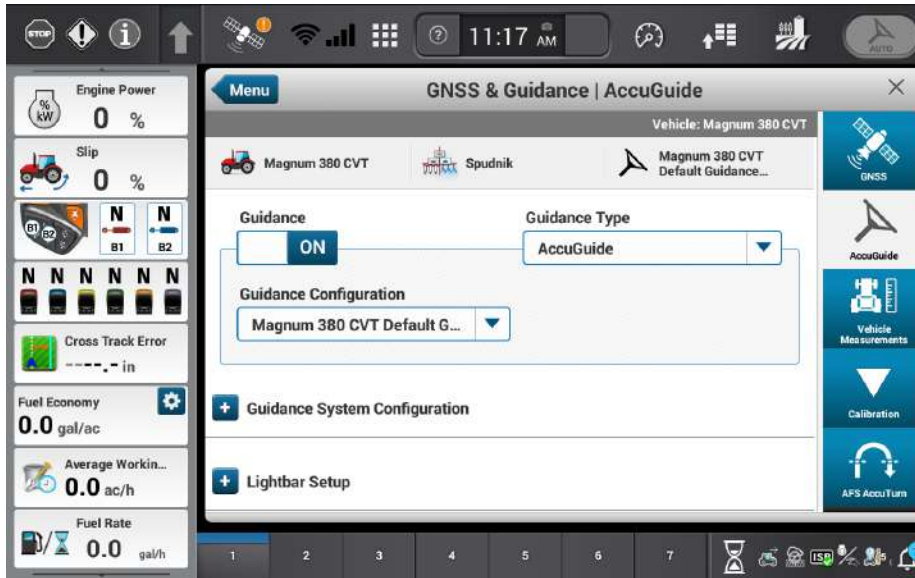 STOP
?
11:17 AM
AUTO
Engine Power
% kW
0 %
Slip
0 %
B1 B2
N
B1
N
B2
N N N N N N
Cross Track Error
----.- in
Fuel Economy
0.0 gal/ac
Average Workin...
0.0 ac/h
Fuel Rate
0.0 gal/h
Menu
GNSS & Guidance | AccuGuide
Vehicle: Magnum 380 CVT
Magnum 380 CVT
Spudnik
Magnum 380 CVT
Default Guidance...
Guidance
ON
Guidance Type
AccuGuide
Guidance Configuration
Magnum 380 CVT Default G...
Guidance System Configuration
Lightbar Setup
GNSS
AccuGuide
Vehicle
Measurements
Calibration
AFS AccuTurn
1 2 3 4 5 6 7